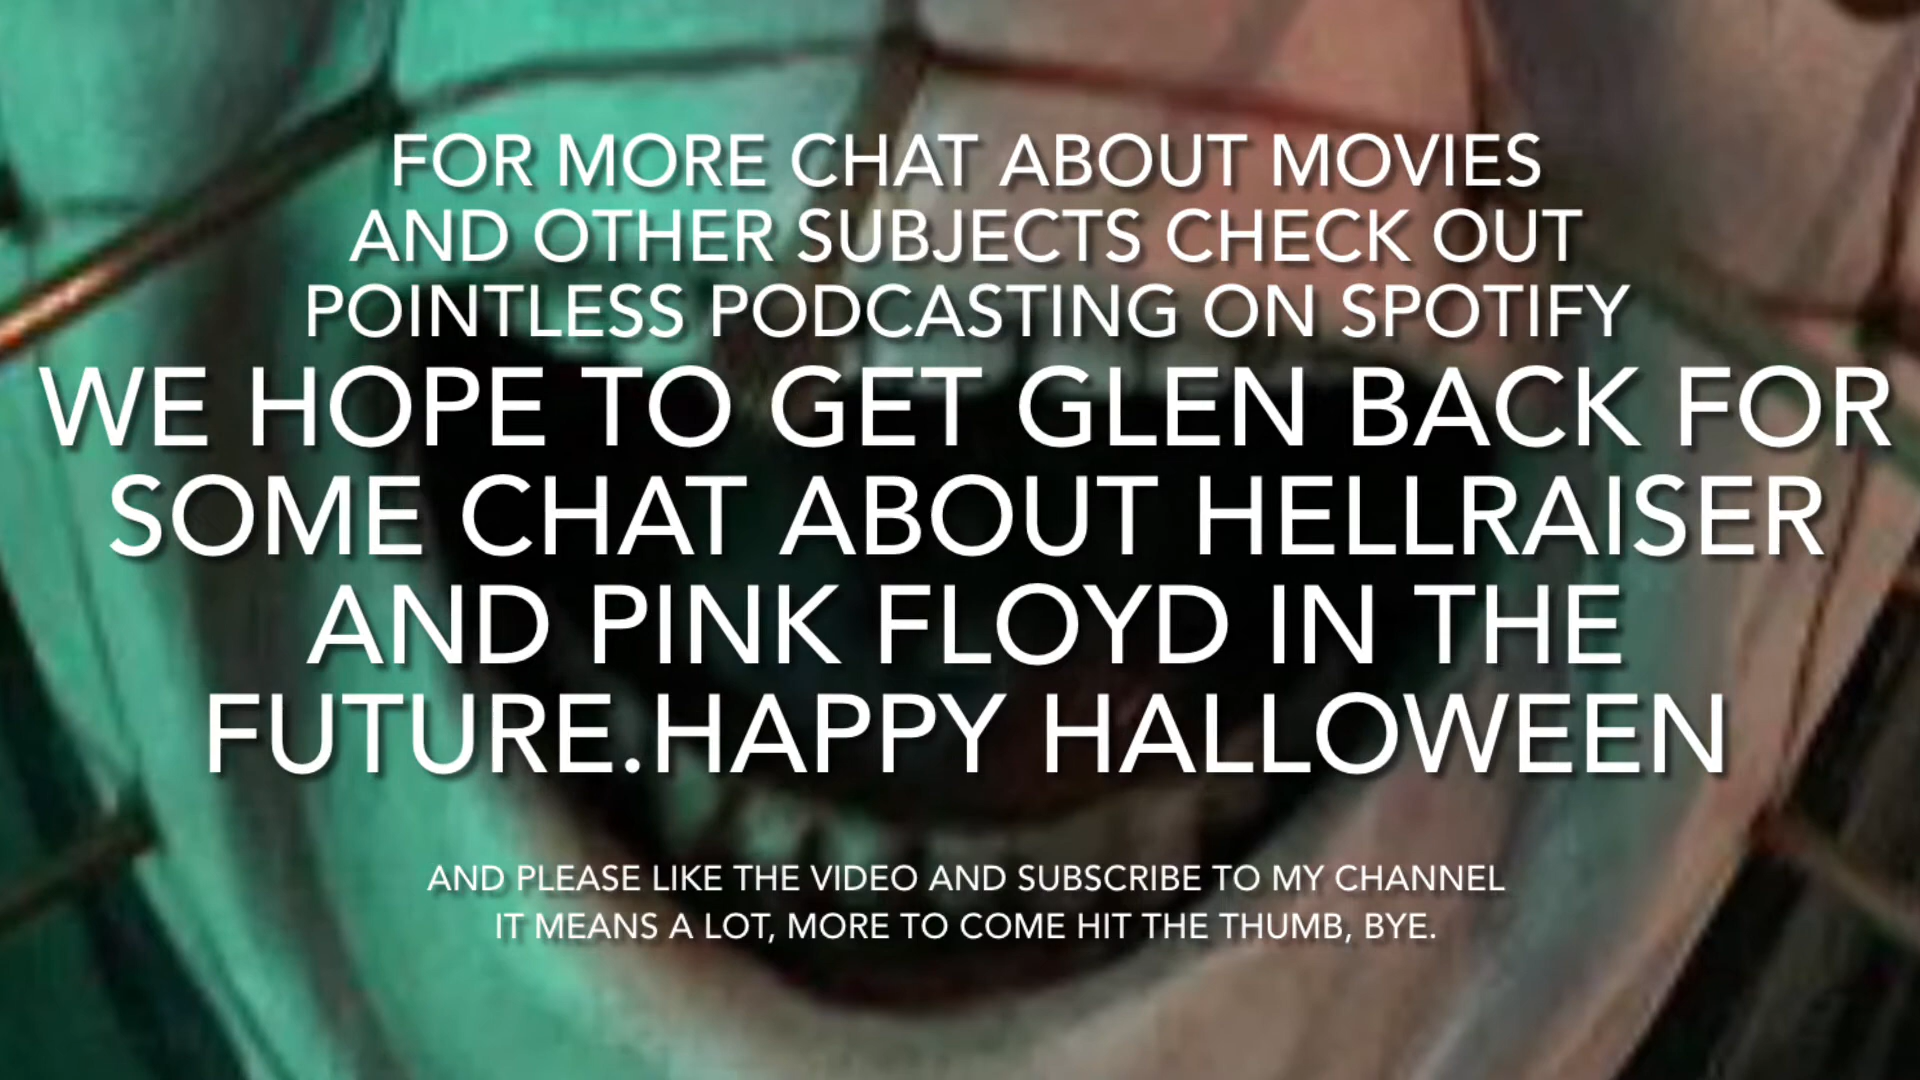 FOR MORE CHAT ABOUT MOVIES
AND OTHER SUBJECTS CHECK OUT
POINTLESS PODCASTING ON SPOTIFY
WE HOPE TO GET GLEN BACK FOR
SOME CHAT ABOUT HELLRAISER
AND PINK FLOYD IN THE
FUTURE.HAPPY HALLOWEEN
AND PLEASE LIKE THE VIDEO AND SUBSCRIBE TO MY CHANNEL
IT MEANS A LOT, MORE TO COME HIT THE THUMB, BYE.